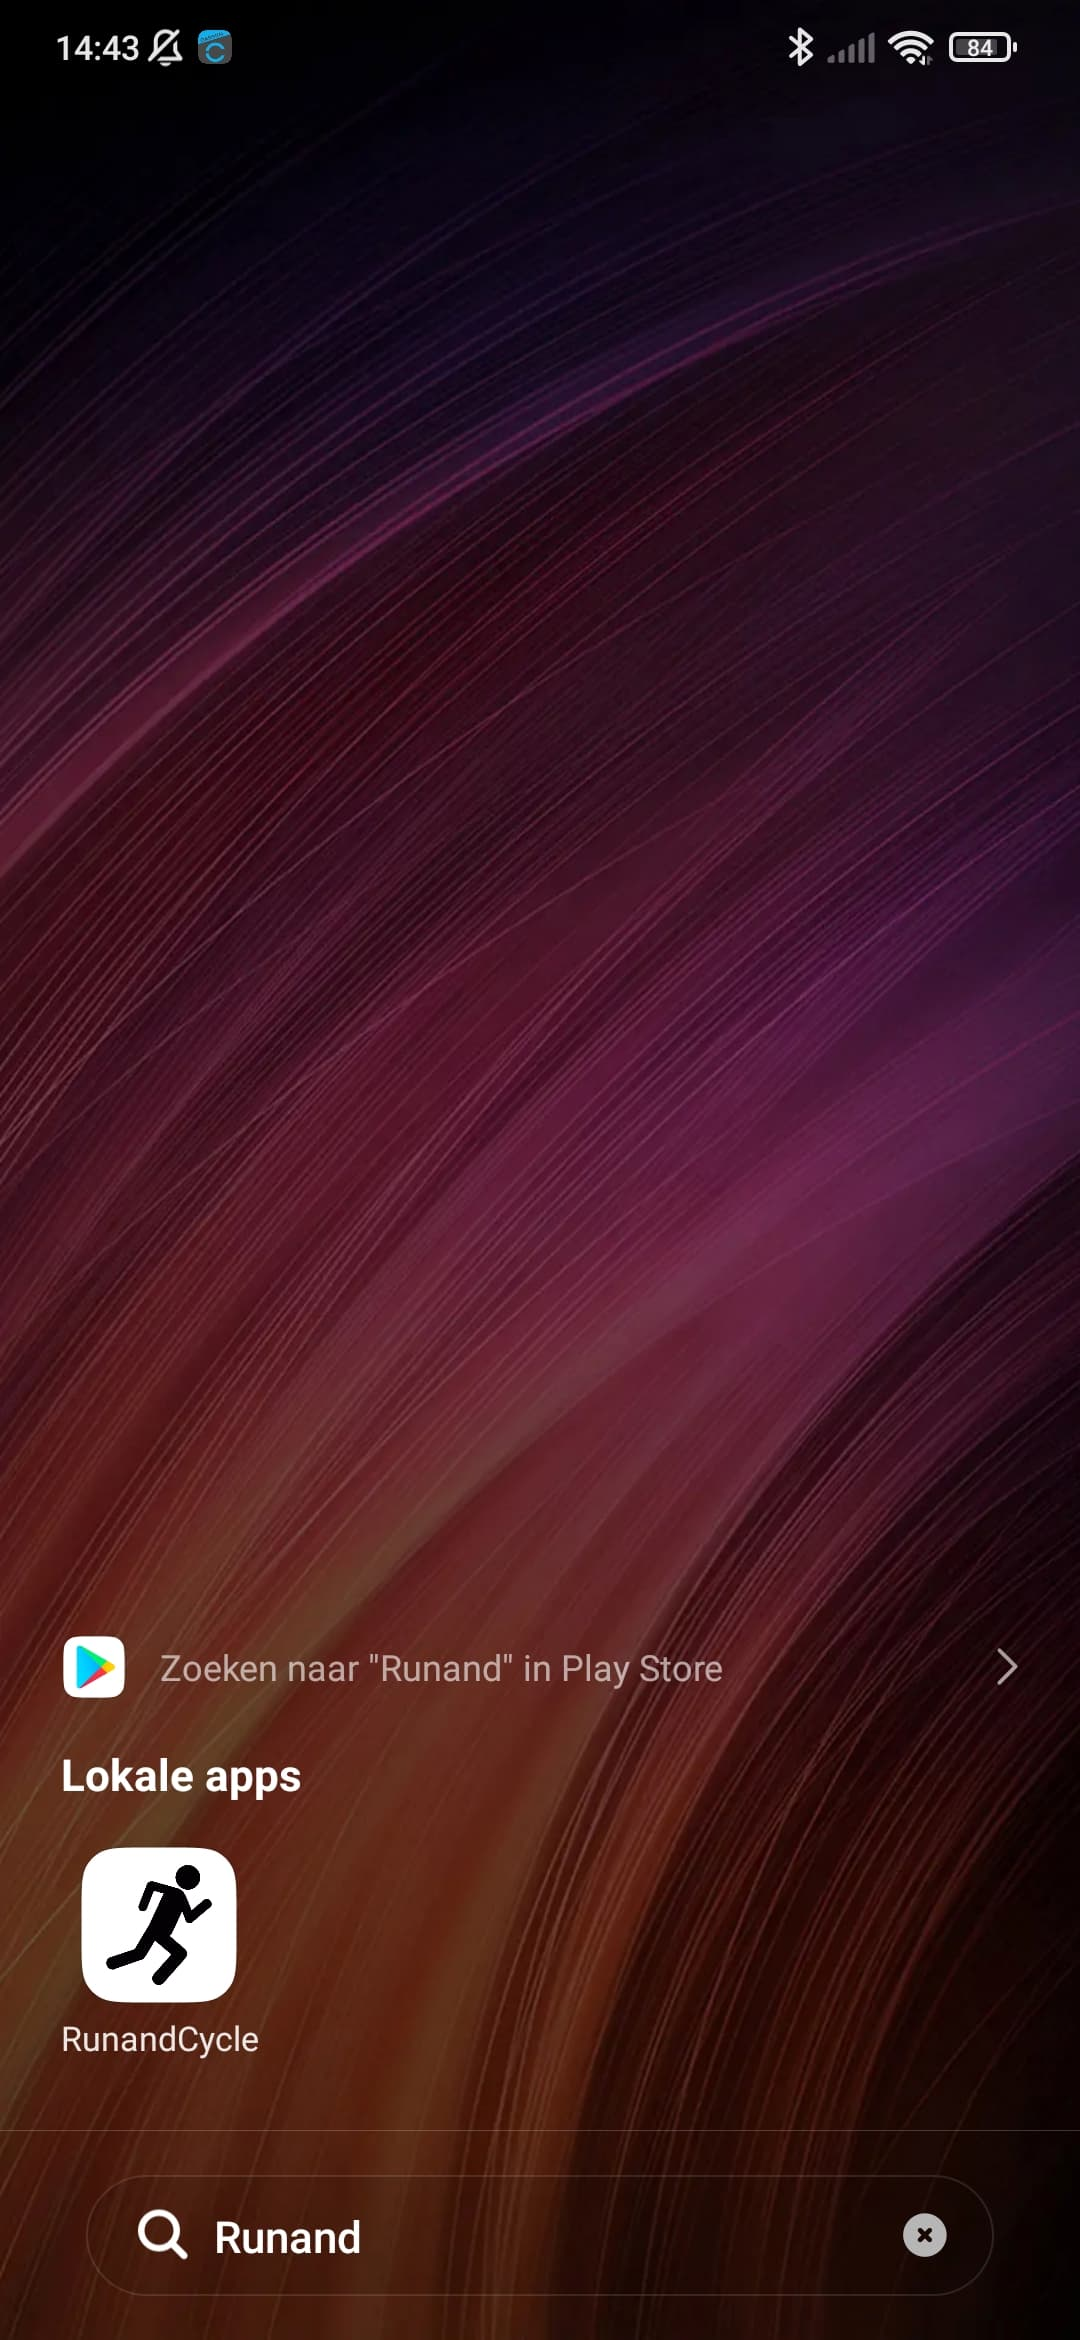 14:43
84
Zoeken naar "Runand" in Play Store
Lokale apps
RunandCycle
Runand